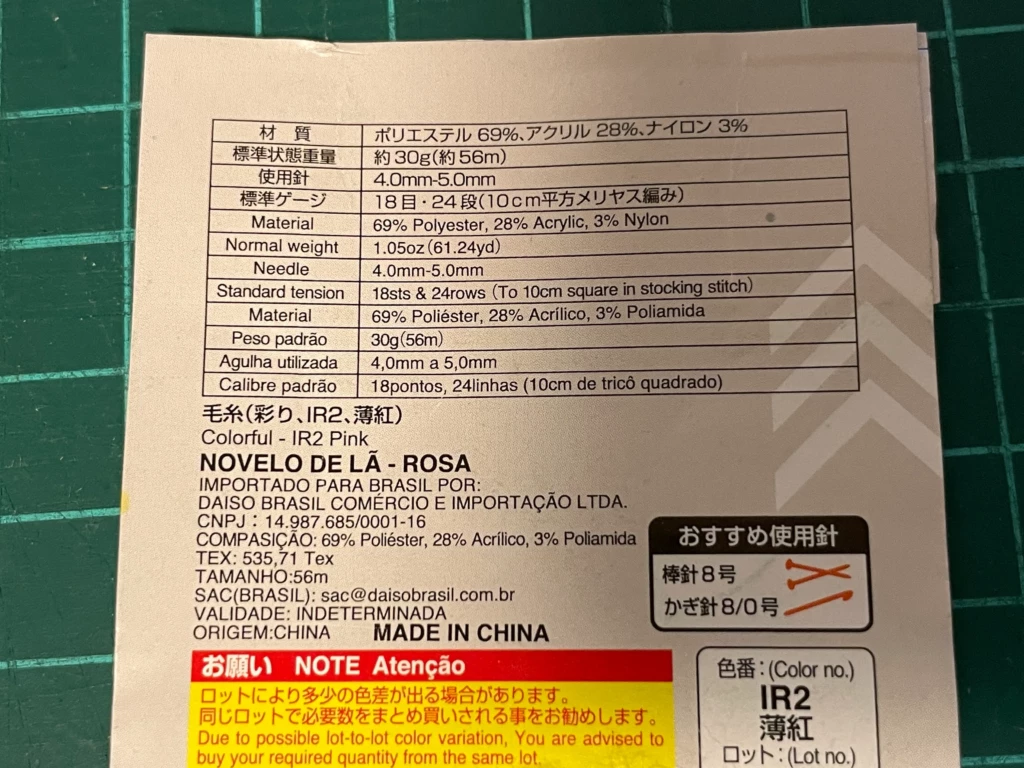 材 質 ポリエステル 69%、アクリル 28%、ナイロン 3%
標準状態重量 約30g(約56m)
使用針 4.0mm-5.0mm
標準ゲージ 18目・24段(10cm平方メリヤス編み)
Material 69% Polyester, 28% Acrylic, 3% Nylon
Normal weight 1.05oz(61.24yd)
Needle 4.0mm-5.0mm
Standard tension 18sts & 24rows (To 10cm square in stocking stitch)
Material 69% Poliéster, 28% Acrílico, 3% Poliamida
Peso padrão 30g(56m)
Agulha utilizada 4,0mm a 5,0mm
Calibre padrão 18pontos, 24linhas (10cm de tricô quadrado)
毛糸(彩り、IR2、薄紅)
Colorful - IR2 Pink
NOVELO DE LÃ - ROSA
IMPORTADO PARA BRASIL POR:
DAISO BRASIL COMÉRCIO E IMPORTAÇÃO LTDA.
CNPJ：14.987.685/0001-16
COMPASIÇÃO: 69% Poliéster, 28% Acrílico, 3% Poliamida
TEX: 535,71 Tex
TAMANHO:56m
SAC(BRASIL): sac@daisobrasil.com.br
VALIDADE: INDETERMINADA
ORIGEM:CHINA MADE IN CHINA
おすすめ使用針
棒針8号
かぎ針8/0号
お願い NOTE Atenção
ロットにより多少の色差が出る場合があります。
同じロットで必要数をまとめ買いされる事をお勧めします。
Due to possible lot-to-lot color variation, You are advised to
buy your required quantity from the same lot.
色番：(Color no.)
IR2
薄紅
ロット：(Lot no.)